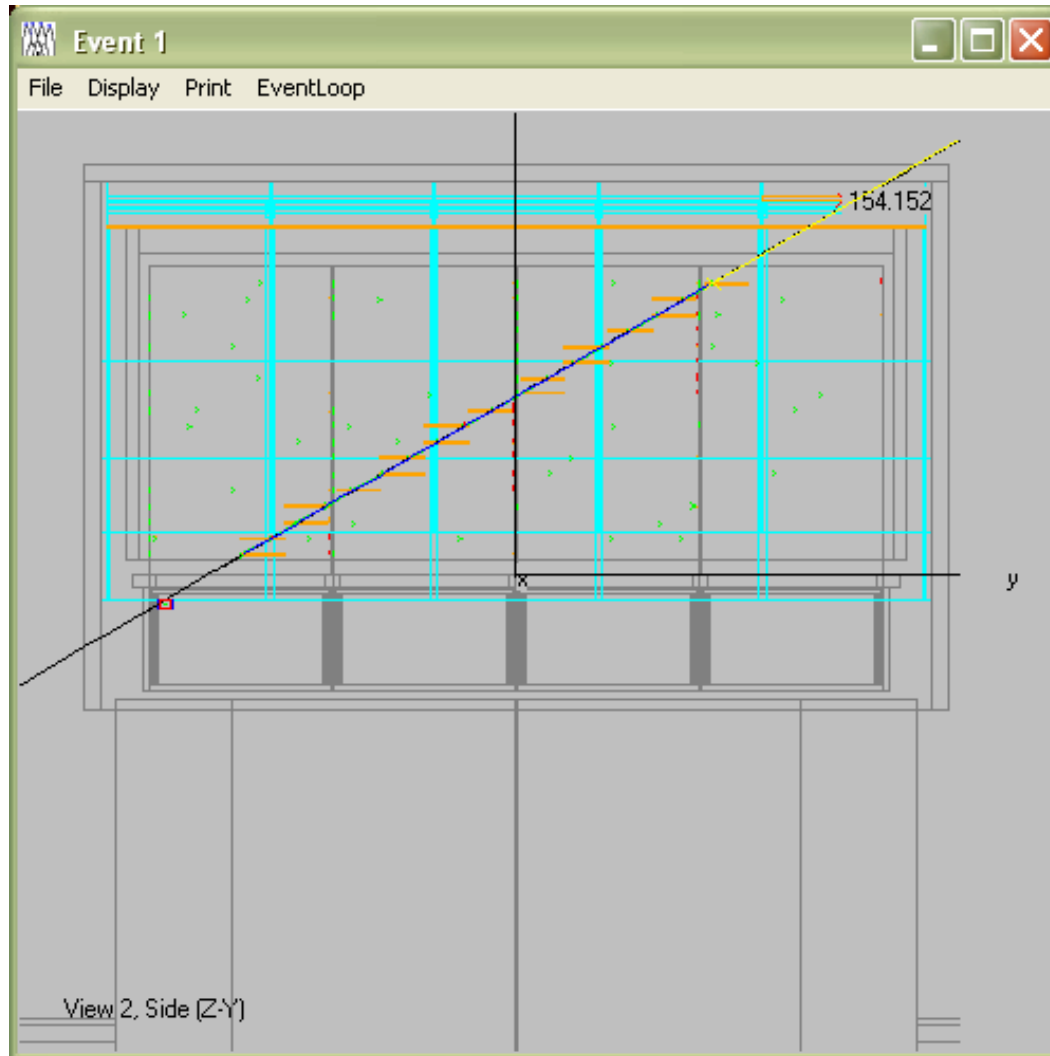 Event 1
File Display Print EventLoop
154.152
x
y
View 2, Side (Z-Y)